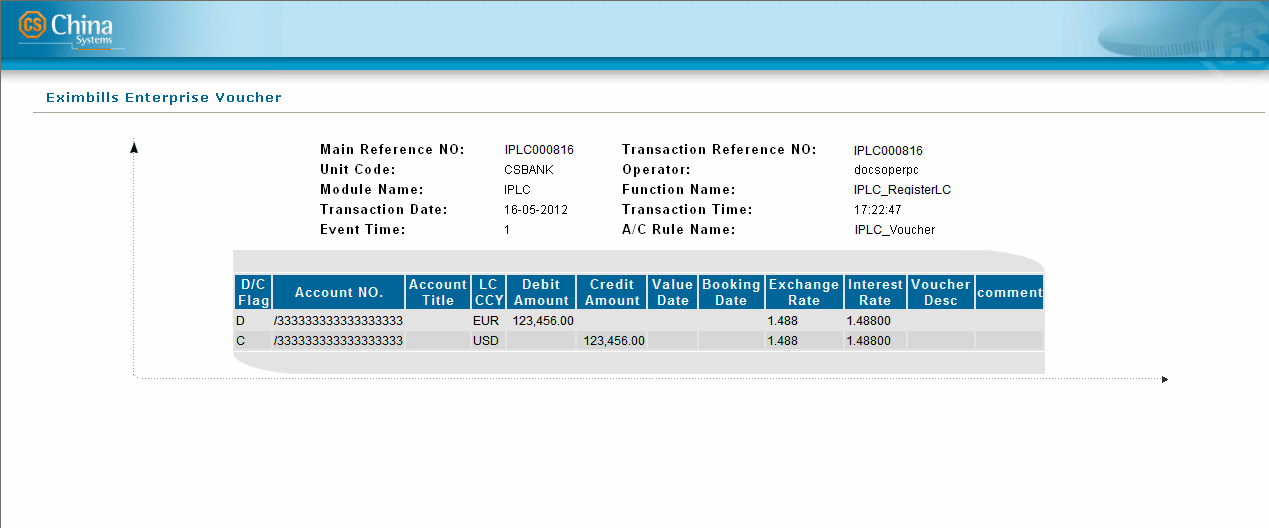 CS China
Systems
CS
Eximbills Enterprise Voucher
Main Reference NO: IPLC000816 Transaction Reference NO: IPLC000816
Unit Code: CSBANK Operator: docsoperpc
Module Name: IPLC Function Name: IPLC_RegisterLC
Transaction Date: 16-05-2012 Transaction Time: 17:22:47
Event Time: 1 A/C Rule Name: IPLC_Voucher
D/C Flag Account NO. Account Title LC CCY Debit Amount Credit Amount Value Date Booking Date Exchange Rate Interest Rate Voucher Desc comment
D /333333333333333333 EUR 123,456.00 1.488 1.48800
C /333333333333333333 USD 123,456.00 1.488 1.48800